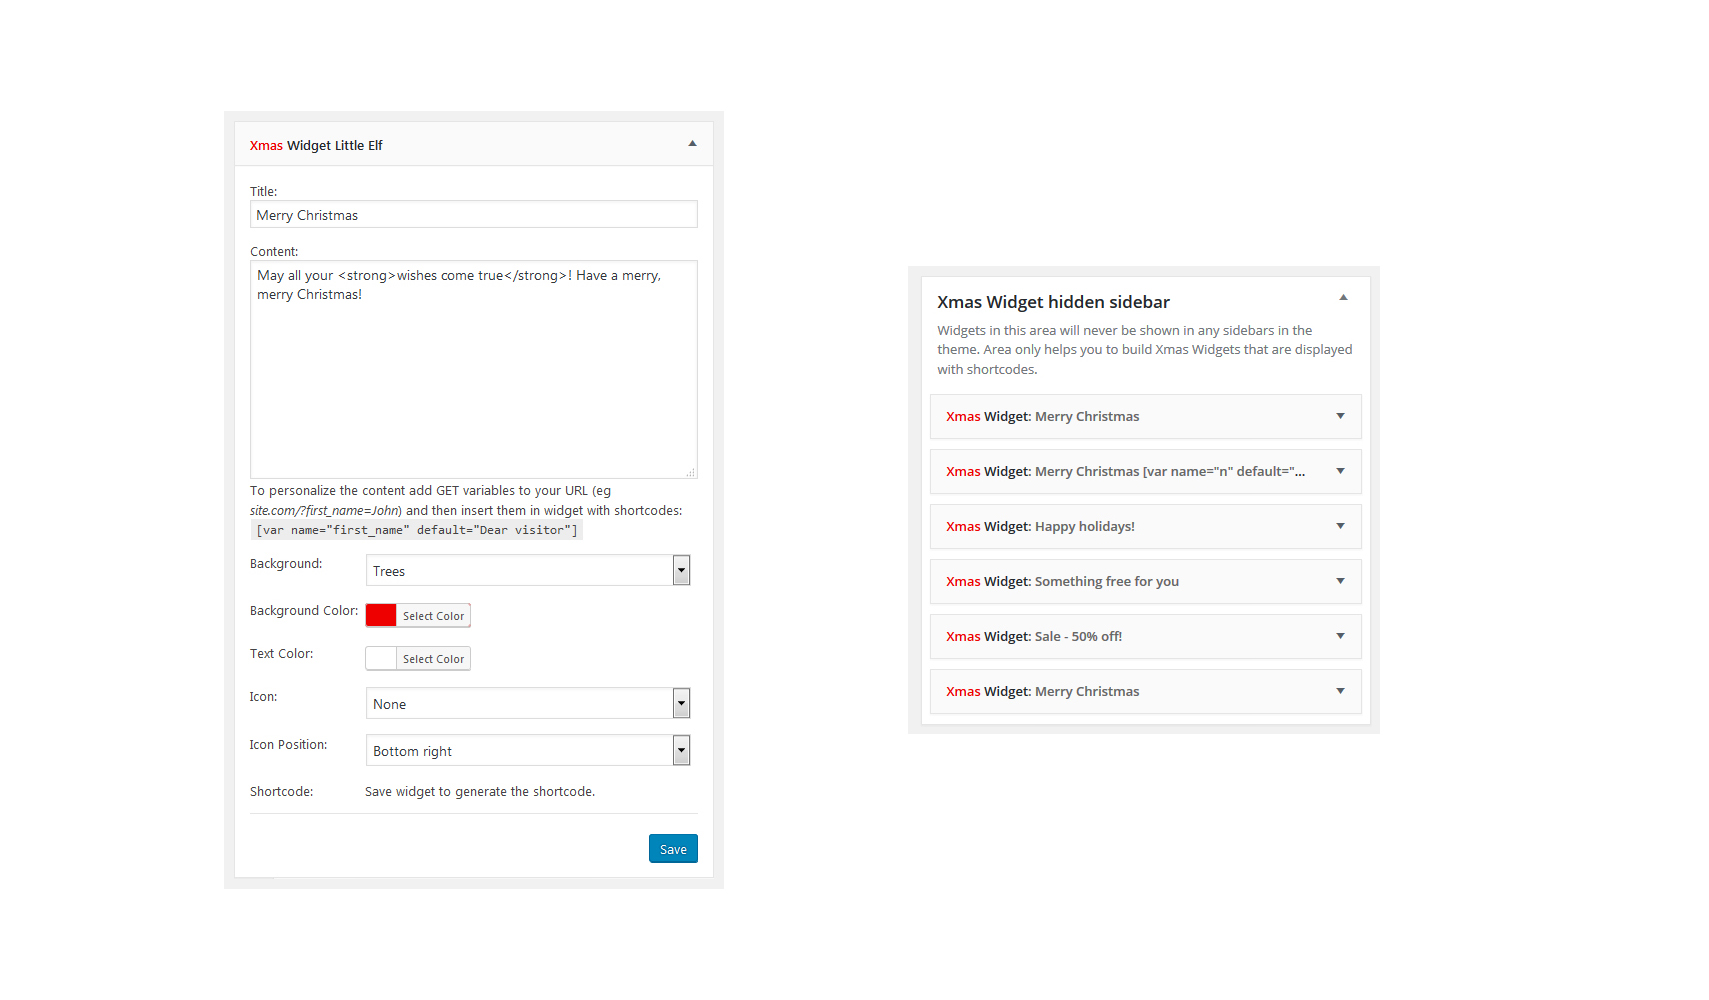 Xmas Widget Little Elf
Title:
Merry Christmas
Content:
May all your <strong>wishes come true</strong>! Have a merry,
merry Christmas!
To personalize the content add GET variables to your URL (eg
site.com/?first_name=John) and then insert them in widget with shortcodes:
[var name="first_name" default="Dear visitor"]
Background:
Trees
Background Color:
Select Color
Text Color:
Select Color
Icon:
None
Icon Position:
Bottom right
Shortcode:
Save widget to generate the shortcode.
Save
Xmas Widget hidden sidebar
Widgets in this area will never be shown in any sidebars in the
theme. Area only helps you to build Xmas Widgets that are displayed
with shortcodes.
Xmas Widget: Merry Christmas
Xmas Widget: Merry Christmas [var name="n" default="...
Xmas Widget: Happy holidays!
Xmas Widget: Something free for you
Xmas Widget: Sale - 50% off!
Xmas Widget: Merry Christmas